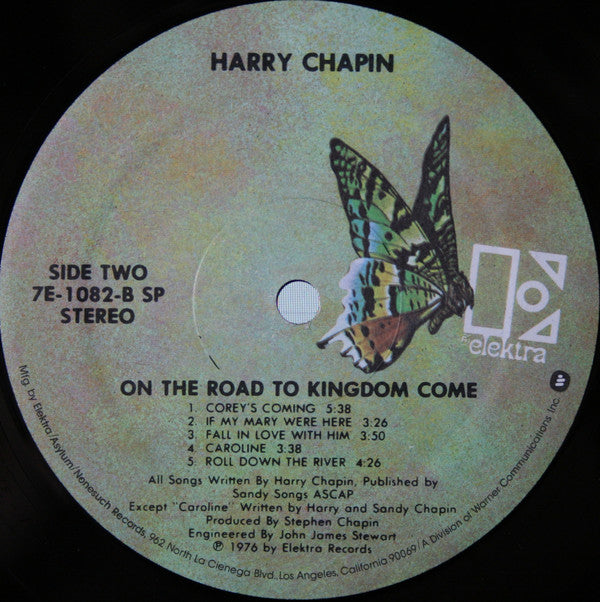 HARRY CHAPIN
SIDE TWO
7E-1082-B SP
STEREO
elektra
ON THE ROAD TO KINGDOM COME
1. COREY'S COMING 5:38
2. IF MY MARY WERE HERE 3:26
3. FALL IN LOVE WITH HIM 3:50
4. CAROLINE 3:38
5. ROLL DOWN THE RIVER 4:26
All Songs Written By Harry Chapin, Published by
Sandy Songs ASCAP
Except "Caroline" Written by Harry and Sandy Chapin
Produced By Stephen Chapin
Engineered By John James Stewart
℗ 1976 by Elektra Records
Mfg. by Elektra/Asylum/Nonesuch Records, 962 North La Cienega Blvd., Los Angeles, California 90069/A Division of Warner Communications Inc.